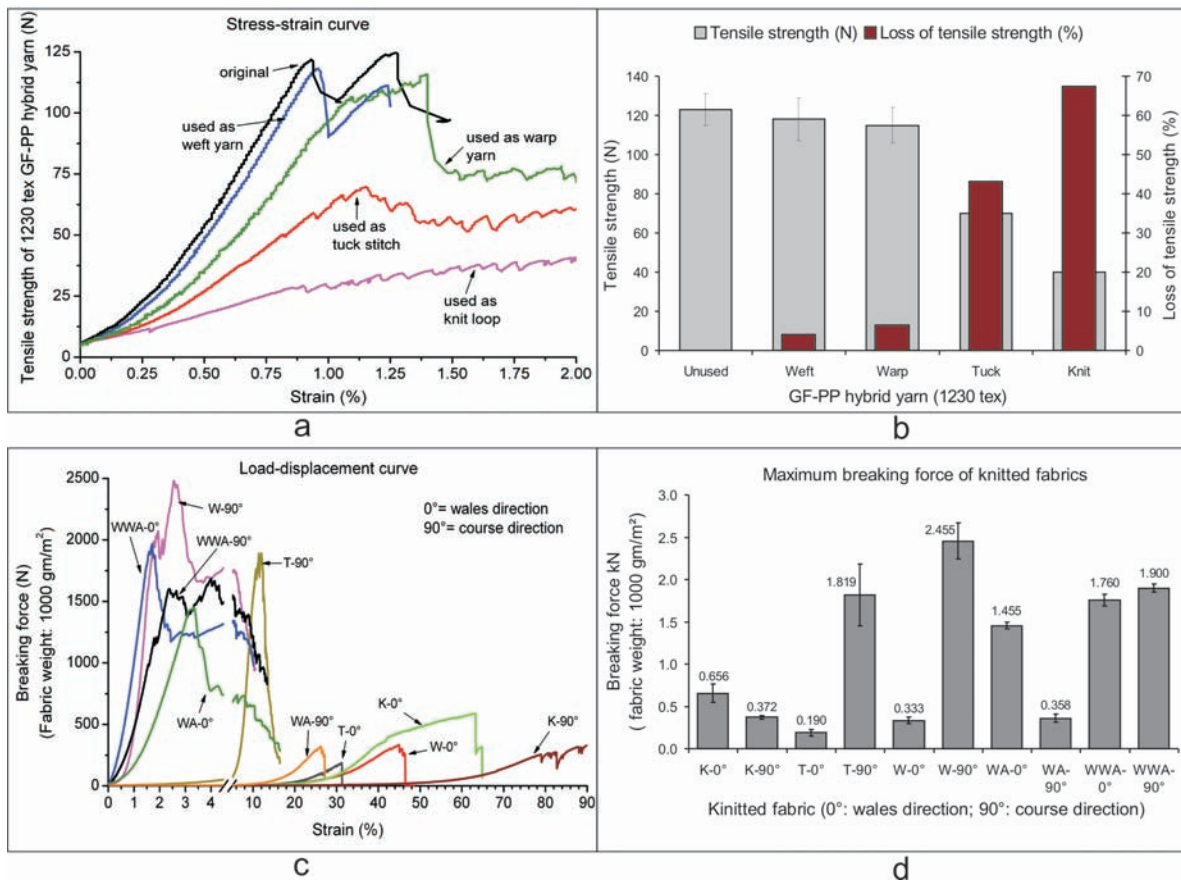 Stress-strain curve
Tensile strength of 1230 tex GF-PP hybrid yarn (N)
125
100
75
50
25
0
original
used as
weft yarn
used as warp
yarn
used as
tuck stitch
used as
knit loop
0.00 0.25 0.50 0.75 1.00 1.25 1.50 1.75 2.00
Strain (%)
a
Tensile strength (N) Loss of tensile strength (%)
Tensile strength (N)
140
120
100
80
60
40
20
0
70
60
50
40
30
20
10
0
Loss of tensile strength (%)
Unused Weft Warp Tuck Knit
GF-PP hybrid yarn (1230 tex)
b
Load-displacement curve
Breaking force (N)
(Fabric weight: 1000 gm/m²)
2500
2000
1500
1000
500
0
0°= wales direction
90°= course direction
W-90°
WWA-0°
WWA-90°
T-90°
WA-0°
WA-90°
T-0°
K-0°
W-0°
K-90°
0 1 2 3 4 10 20 30 40 50 60 70 80 90
Strain (%)
c
Maximum breaking force of knitted fabrics
Breaking force kN
( fabric weight: 1000 gm/m²)
3.0
2.5
2.0
1.5
1.0
0.5
0.0
0.656
0.372
0.190
1.819
0.333
2.455
1.455
0.358
1.760
1.900
K-0° K-90° T-0° T-90° W-0° W-90° WA-0° WA- WWA- WWA-
90° 0° 90°
Kinitted fabric (0°: wales direction; 90°: course direction)
d